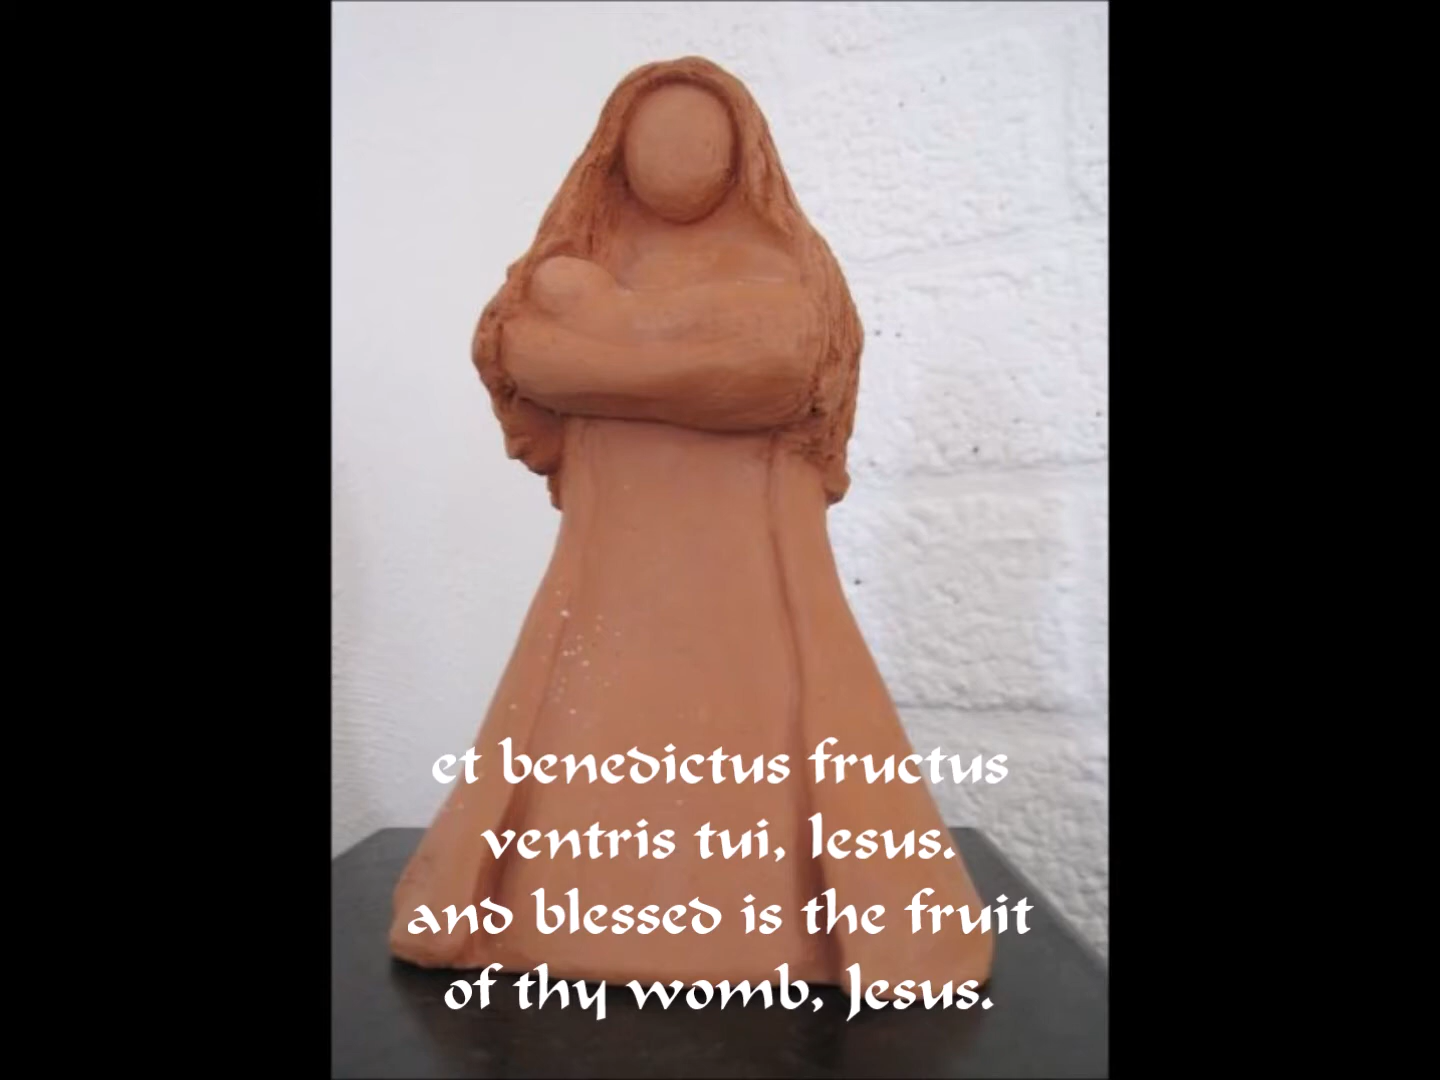 et benedictus fructus
ventris tui, Iesus.
and blessed is the fruit
of thy womb, Jesus.